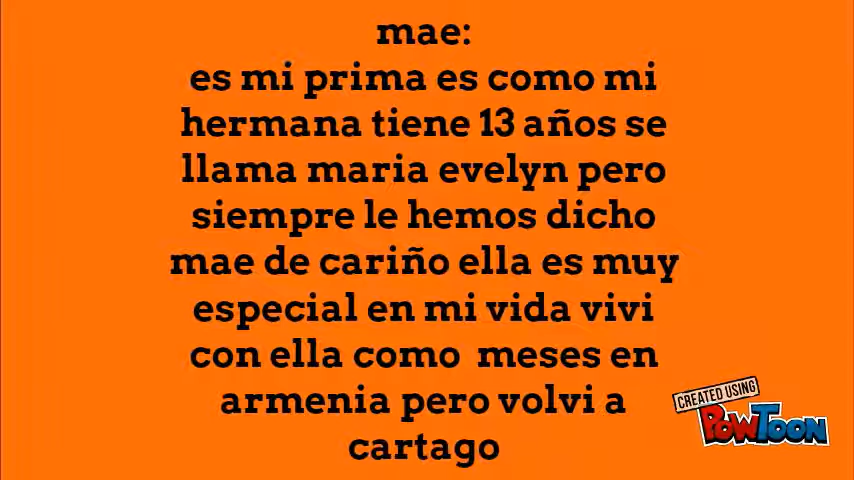 mae:
es mi prima es como mi
hermana tiene 13 años se
llama maria evelyn pero
siempre le hemos dicho
mae de cariño ella es muy
especial en mi vida vivi
con ella como  meses en
armenia pero volvi a
cartago
CREATED USING
POWTOON